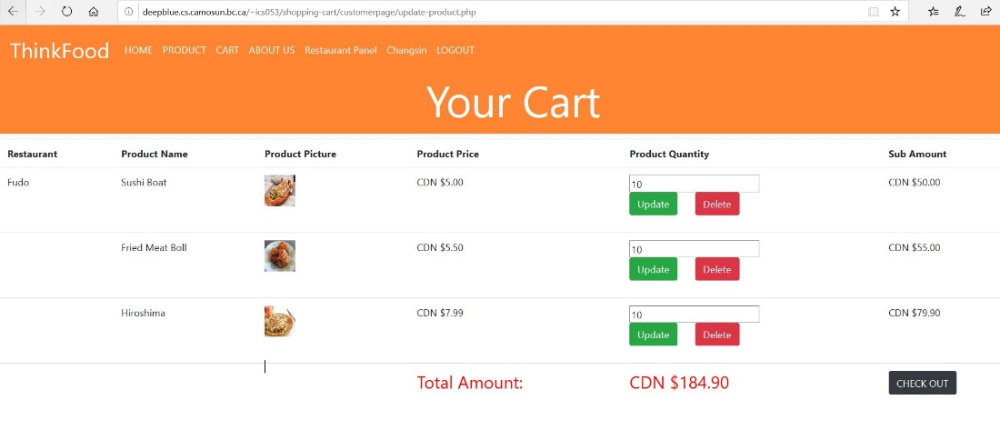 deepblue.cs.camosun.bc.ca/~ics053/shopping-cart/customerpage/update-product.php
ThinkFood HOME PRODUCT CART ABOUT US Restaurant Panel Changsin LOGOUT
Your Cart
Restaurant Product Name Product Picture Product Price Product Quantity Sub Amount
Fudo Sushi Boat CDN $5.00 10 CDN $50.00
Update Delete
Fried Meat Boll CDN $5.50 10 CDN $55.00
Update Delete
Hiroshima CDN $7.99 10 CDN $79.90
Update Delete
Total Amount: CDN $184.90 CHECK OUT